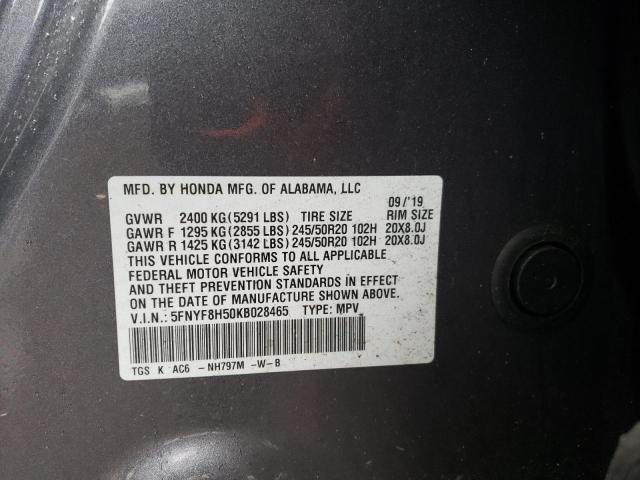 MFD. BY HONDA MFG. OF ALABAMA, LLC 09/'19
GVWR 2400 KG(5291 LBS) TIRE SIZE RIM SIZE
GAWR F 1295 KG(2855 LBS) 245/50R20 102H 20X8.0J
GAWR R 1425 KG(3142 LBS) 245/50R20 102H 20X8.0J
THIS VEHICLE CONFORMS TO ALL APPLICABLE
FEDERAL MOTOR VEHICLE SAFETY
AND THEFT PREVENTION STANDARDS IN EFFECT
ON THE DATE OF MANUFACTURE SHOWN ABOVE.
V.I.N.: 5FNYF8H50KB028465 TYPE: MPV
TGS K AC6 -NH797M -W-B